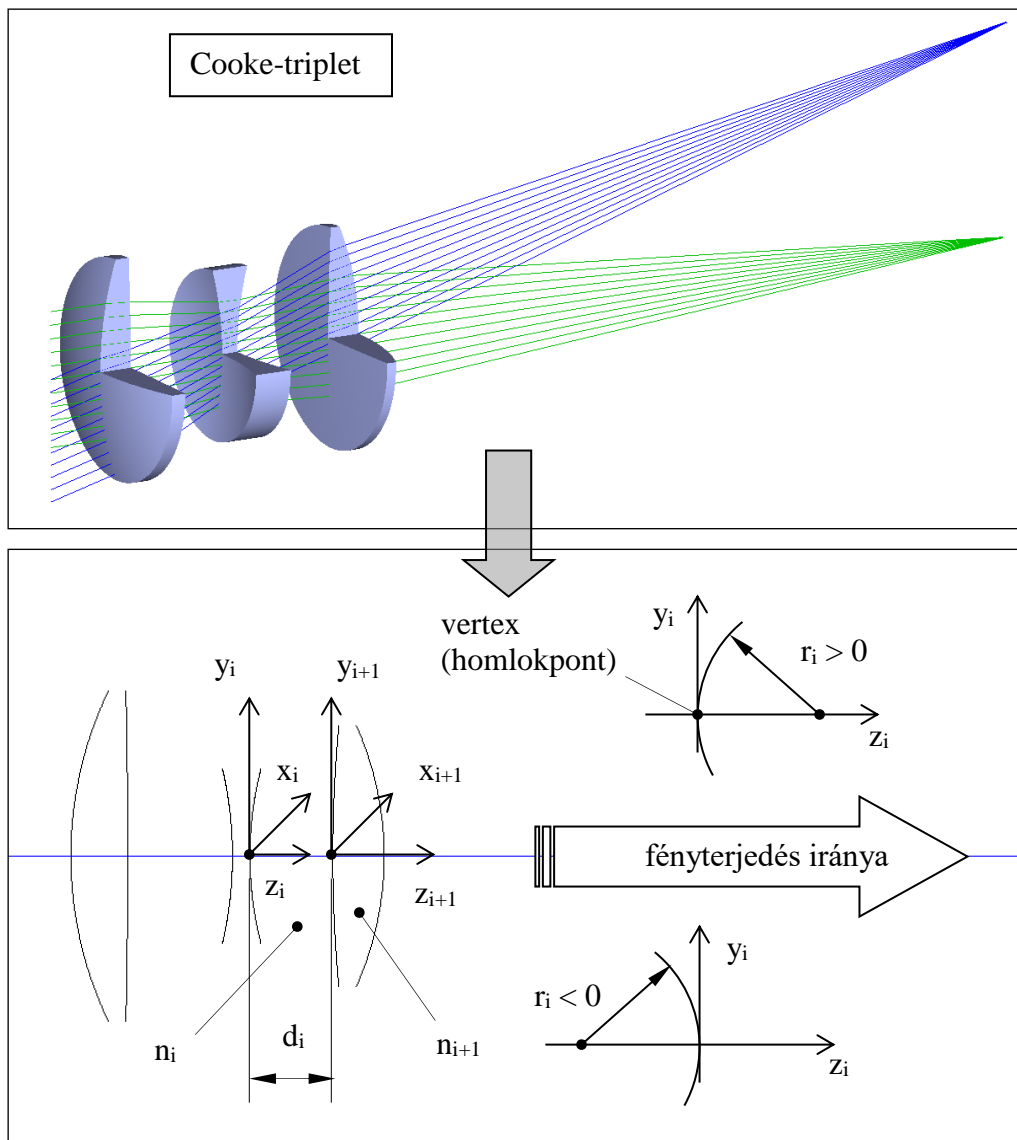 Cooke-triplet
vertex
(homlokpont)
yᵢ
rᵢ > 0
zᵢ
yᵢ
yᵢ₊₁
xᵢ
xᵢ₊₁
zᵢ
zᵢ₊₁
fényterjedés iránya
nᵢ
dᵢ
nᵢ₊₁
yᵢ
rᵢ < 0
zᵢ